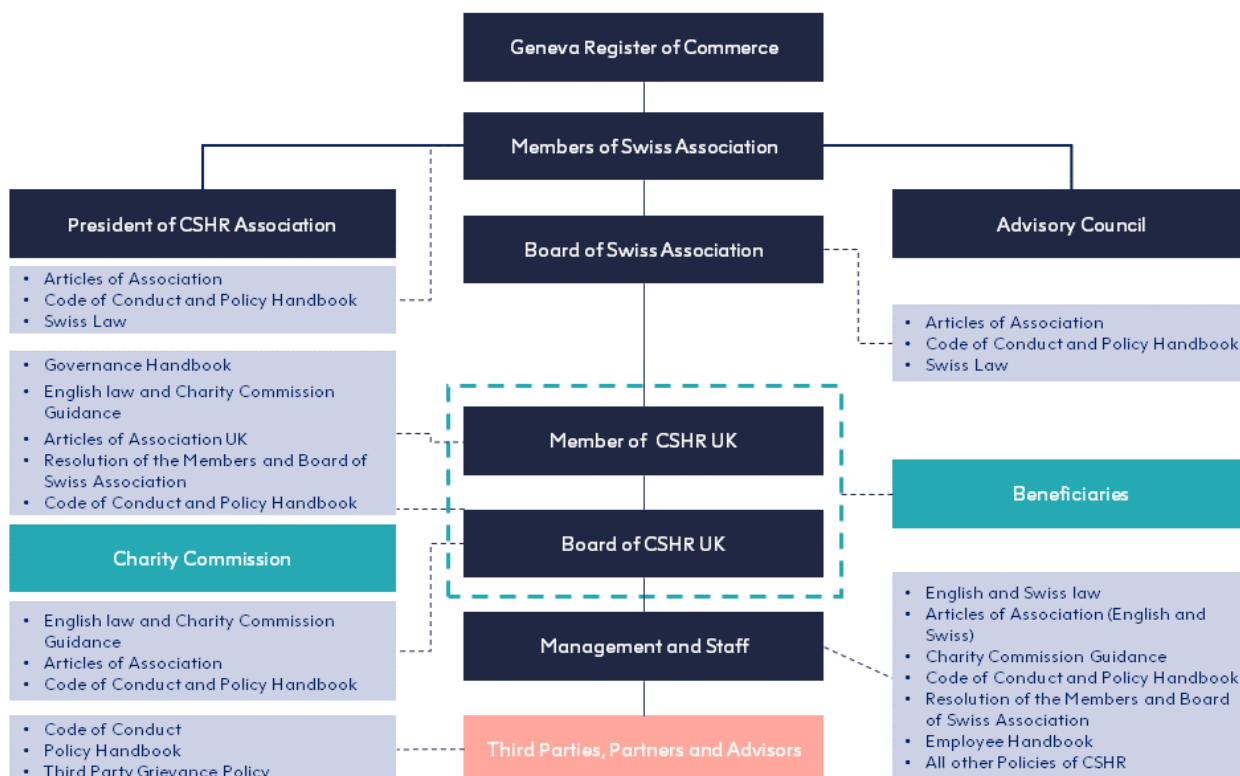 Geneva Register of Commerce
Members of Swiss Association
President of CSHR Association
Board of Swiss Association
Advisory Council
• Articles of Association
• Code of Conduct and Policy Handbook
• Swiss Law
• Articles of Association
• Code of Conduct and Policy Handbook
• Swiss Law
• Governance Handbook
• English law and Charity Commission
Guidance
• Articles of Association UK
• Resolution of the Members and Board of
Swiss Association
• Code of Conduct and Policy Handbook
Member of CSHR UK
Beneficiaries
Board of CSHR UK
Charity Commission
• English law and Charity Commission
Guidance
• Articles of Association
• Code of Conduct and Policy Handbook
Management and Staff
• English and Swiss law
• Articles of Association (English and
Swiss)
• Charity Commission Guidance
• Code of Conduct and Policy Handbook
• Resolution of the Members and Board
of Swiss Association
• Employee Handbook
• All other Policies of CSHR
• Code of Conduct
• Policy Handbook
• Third Party Grievance Policy
Third Parties, Partners and Advisors